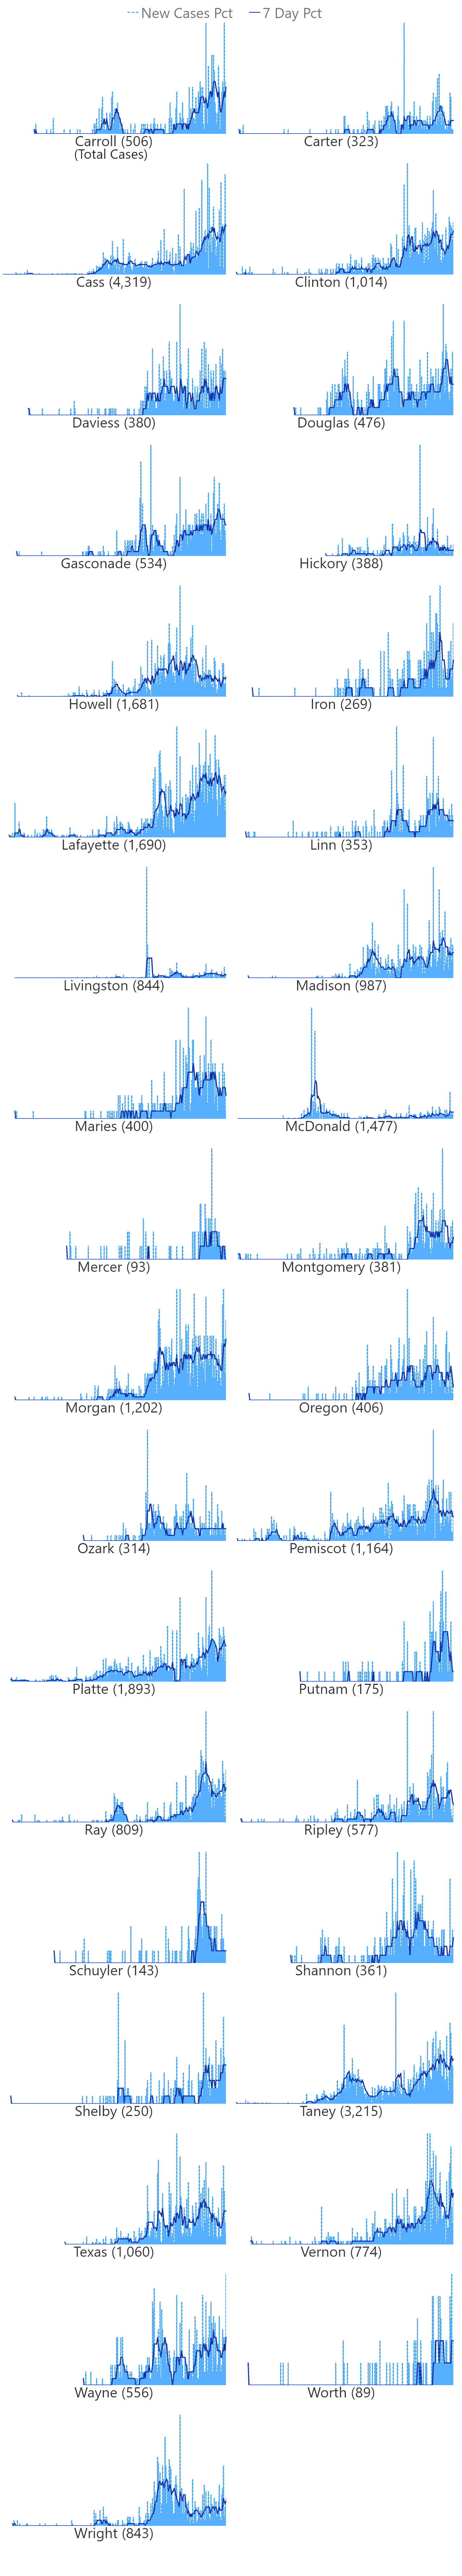 New Cases Pct 7 Day Pct
Carroll (506) Carter (323)
(Total Cases)
Cass (4,319) Clinton (1,014)
Daviess (380) Douglas (476)
Gasconade (534) Hickory (388)
Howell (1,681) Iron (269)
Lafayette (1,690) Linn (353)
Livingston (844) Madison (987)
Maries (400) McDonald (1,477)
Mercer (93) Montgomery (381)
Morgan (1,202) Oregon (406)
Ozark (314) Pemiscot (1,164)
Platte (1,893) Putnam (175)
Ray (809) Ripley (577)
Schuyler (143) Shannon (361)
Shelby (250) Taney (3,215)
Texas (1,060) Vernon (774)
Wayne (556) Worth (89)
Wright (843)